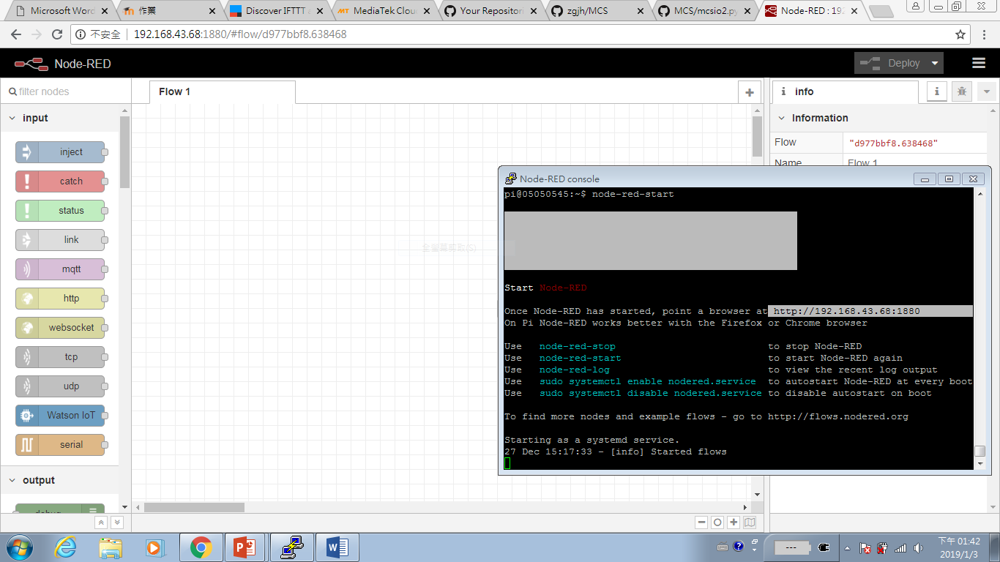 Microsoft Word
作業
Discover IFTTT a
MediaTek Clou
Your Repositor
zgjh/MCS
MCS/mcsio2.py
Node-RED : 192
不安全
192.168.43.68:1880/#flow/d977bbf8.638468
Node-RED
Deploy
filter nodes
Flow 1
info
input
Information
Flow
"d977bbf8.638468"
Name
Flow 1
inject
catch
status
link
mqtt
http
websocket
tcp
udp
Watson IoT
serial
output
debug
全螢幕剪取(S)
Node-RED console
pi@05050545:~$ node-red-start
Start Node-RED
Once Node-RED has started, point a browser at http://192.168.43.68:1880
On Pi Node-RED works better with the Firefox or Chrome browser
Use node-red-stop to stop Node-RED
Use node-red-start to start Node-RED again
Use node-red-log to view the recent log output
Use sudo systemctl enable nodered.service to autostart Node-RED at every boot
Use sudo systemctl disable nodered.service to disable autostart on boot
To find more nodes and example flows - go to http://flows.nodered.org
Starting as a systemd service.
27 Dec 15:17:33 - [info] Started flows
---
下午 01:42
2019/1/3